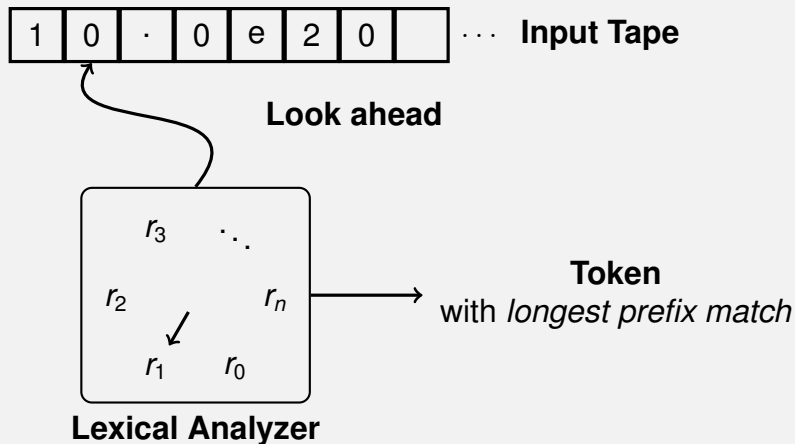 1 0 · 0 e 2 0 ··· Input Tape
Look ahead
r₃ ⋱
Token
r₂ rₙ
with longest prefix match
r₁ r₀
Lexical Analyzer